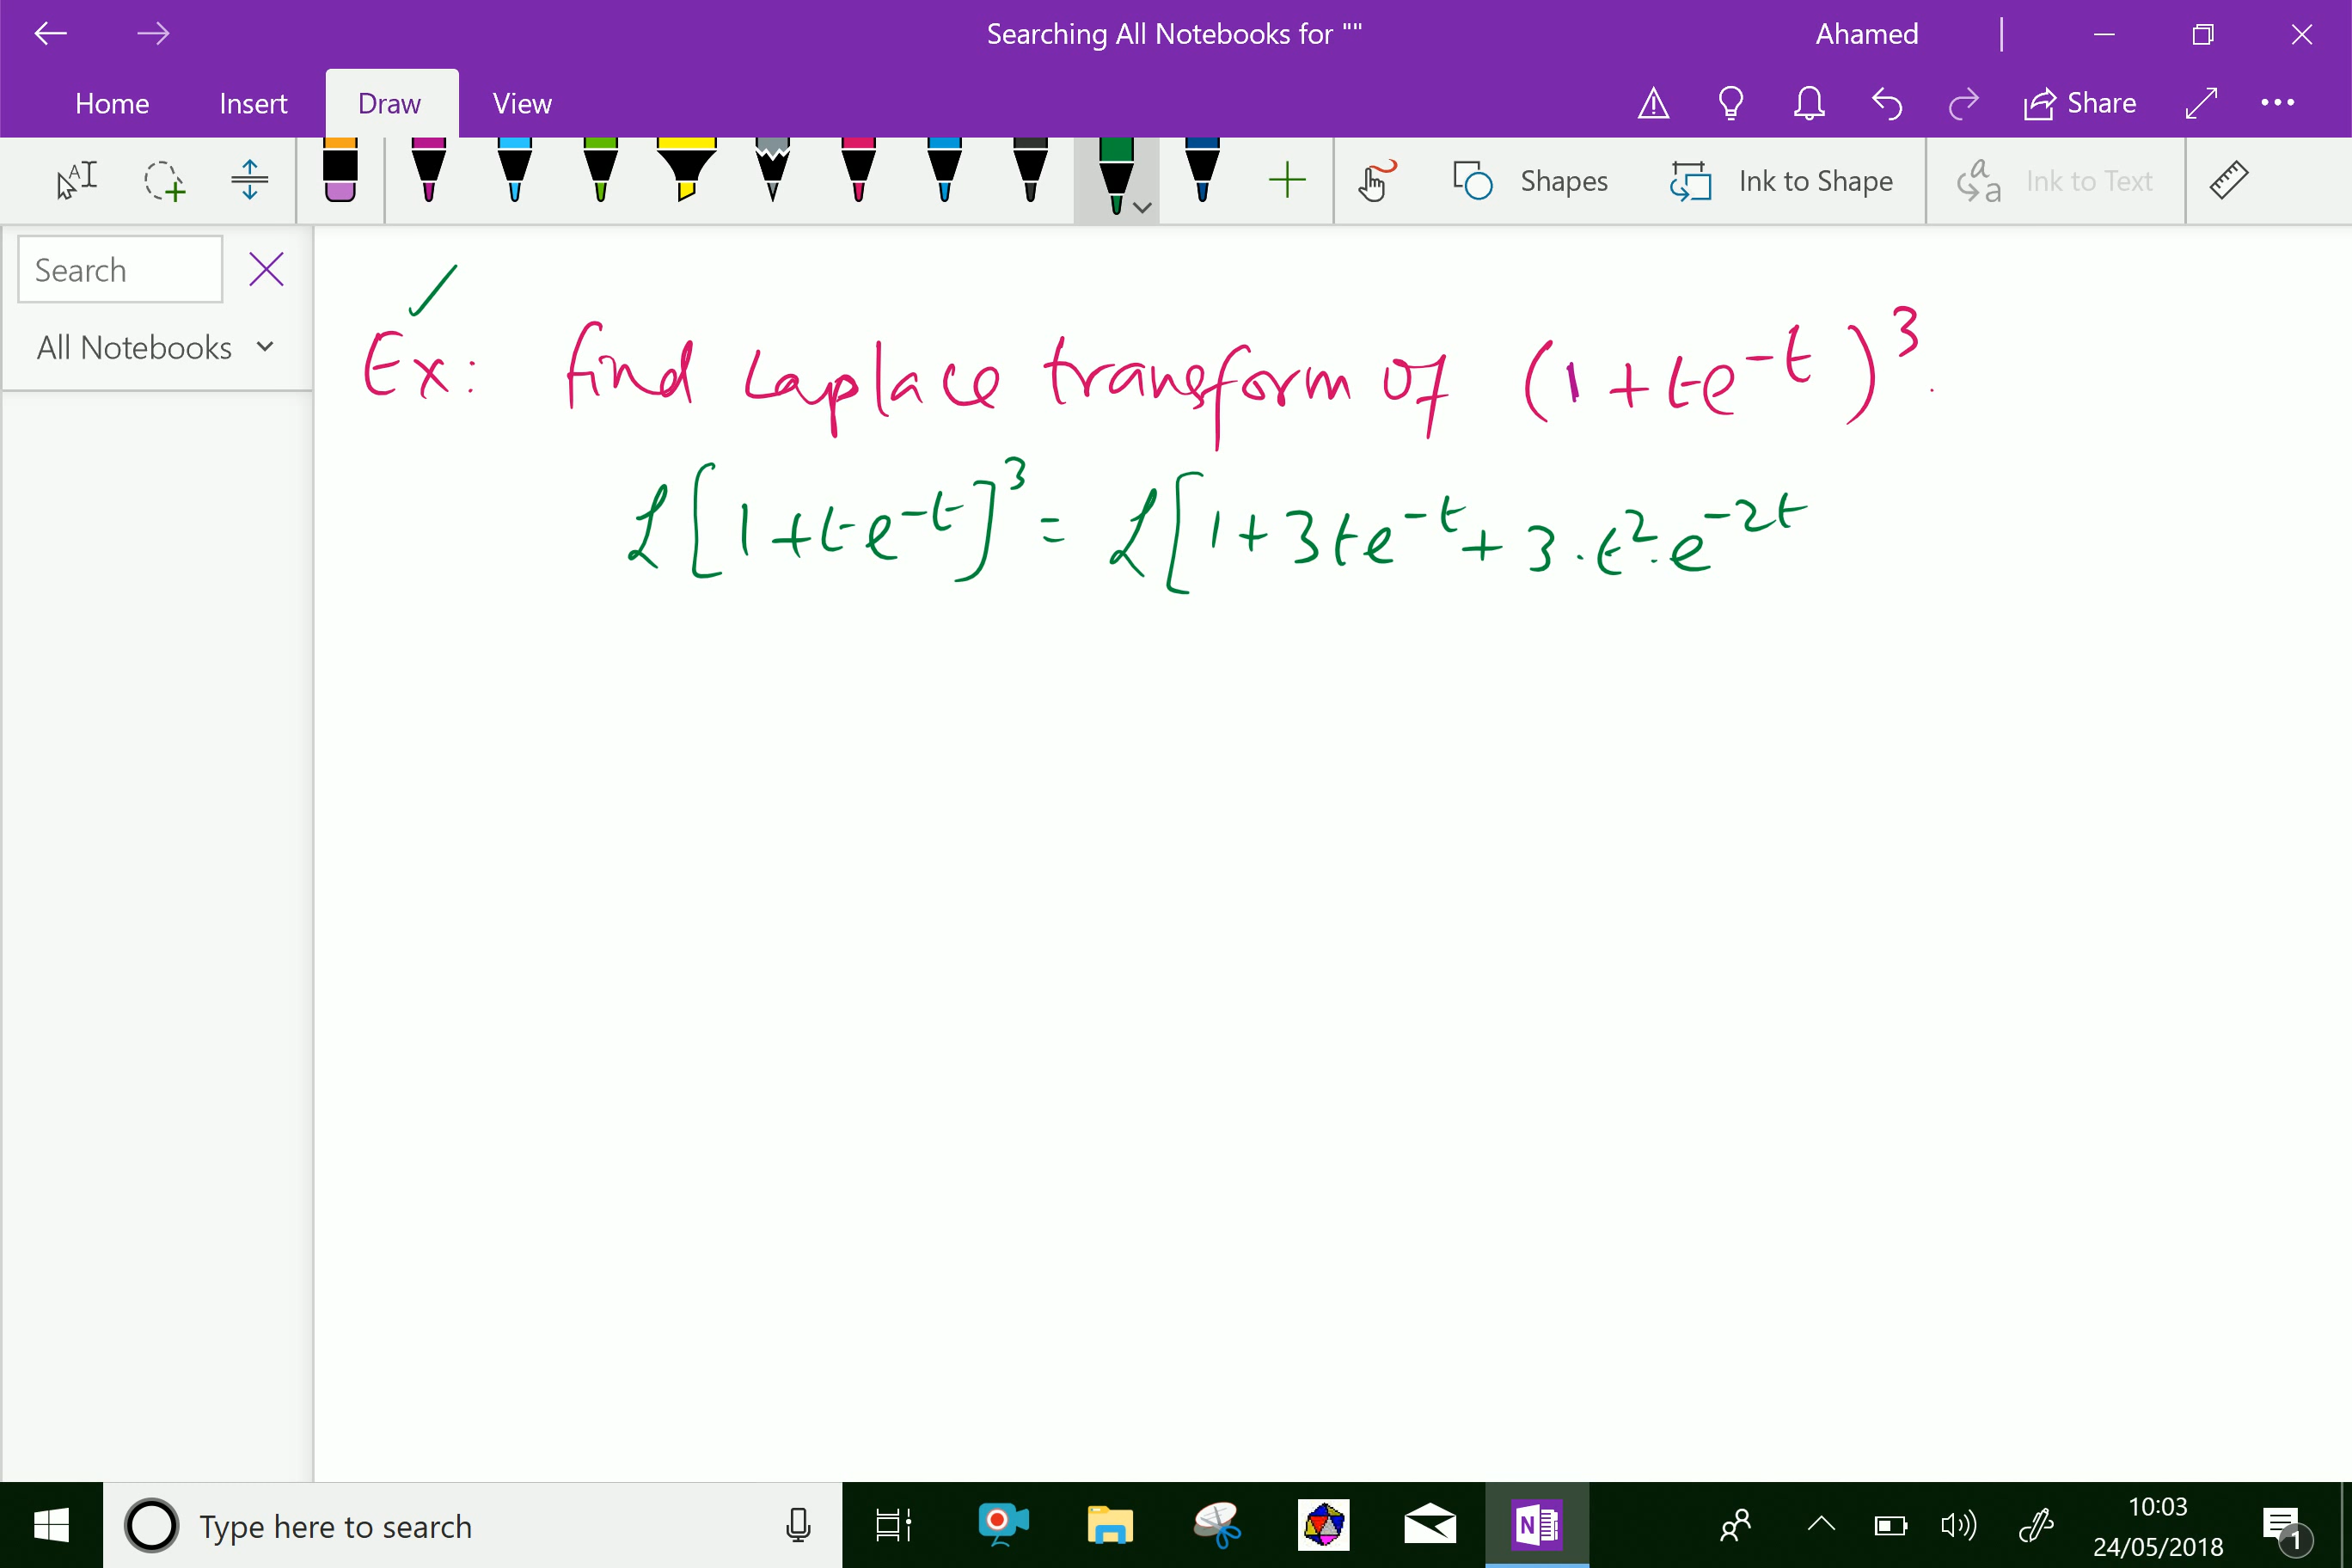 Searching All Notebooks for ""
Ahamed
Home Insert Draw View
Share
Shapes Ink to Shape Ink to Text
Search
All Notebooks
Ex: find Laplace transform of (1+te^{-t})^3.
L[1+te^{-t}]^3 = L[1+3te^{-t}+3·t^2·e^{-2t}
Type here to search
10:03
24/05/2018
1